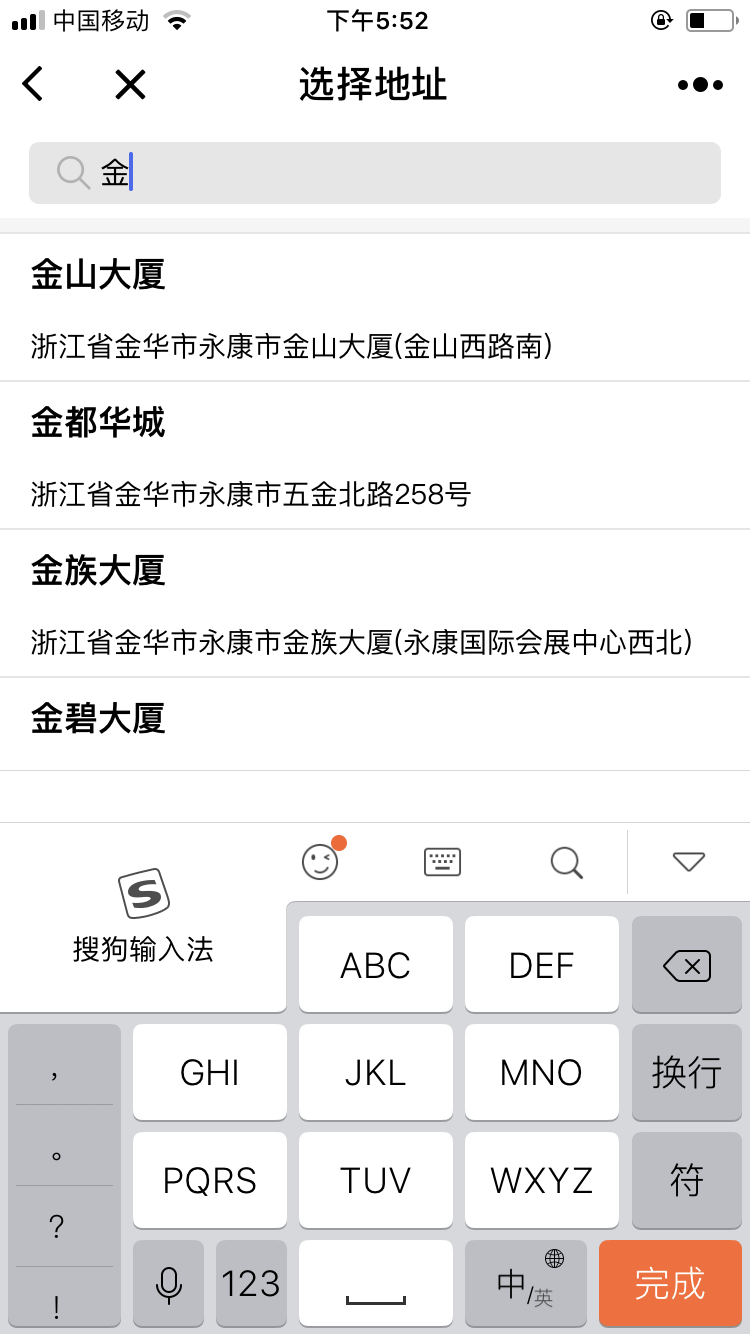 中国移动 下午5:52
选择地址
金
金山大厦
浙江省金华市永康市金山大厦(金山西路南)
金都华城
浙江省金华市永康市五金北路258号
金族大厦
浙江省金华市永康市金族大厦(永康国际会展中心西北)
金碧大厦
S
搜狗输入法
ABC DEF
， GHI JKL MNO 换行
。 PQRS TUV WXYZ 符
?
! 123 中/英 完成